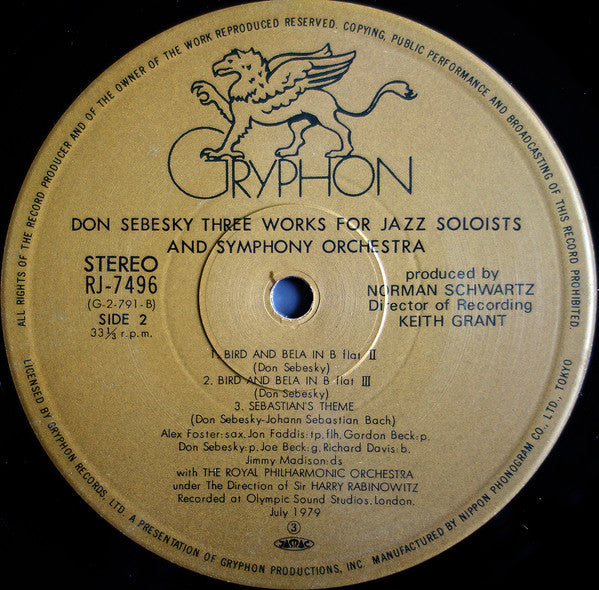 ALL RIGHTS OF THE RECORD PRODUCER AND OF THE OWNER OF THE WORK REPRODUCED RESERVED. COPYING, PUBLIC PERFORMANCE AND BROADCASTING OF THIS RECORD PROHIBITED.
GRYPHON
DON SEBESKY THREE WORKS FOR JAZZ SOLOISTS
AND SYMPHONY ORCHESTRA
STEREO
RJ-7496
(G-2-791-B)
SIDE 2
33⅓ r.p.m.
produced by
NORMAN SCHWARTZ
Director of Recording
KEITH GRANT
1. BIRD AND BELA IN B flat II
(Don Sebesky)
2. BIRD AND BELA IN B flat III
(Don Sebesky)
3. SEBASTIAN'S THEME
(Don Sebesky-Johann Sebastian Bach)
Alex Foster:sax, Jon Faddis:tp, flh, Gordon Beck:p,
Don Sebesky:p, Joe Beck:g, Richard Davis:b,
Jimmy Madison:ds
with THE ROYAL PHILHARMONIC ORCHESTRA
under The Direction of Sir HARRY RABINOWITZ
Recorded at Olympic Sound Studios, London,
July 1979
3
JASRAC
LICENSED BY GRYPHON RECORDS, LTD. A PRESENTATION OF GRYPHON PRODUCTIONS, INC. MANUFACTURED BY NIPPON PHONOGRAM CO., LTD., TOKYO